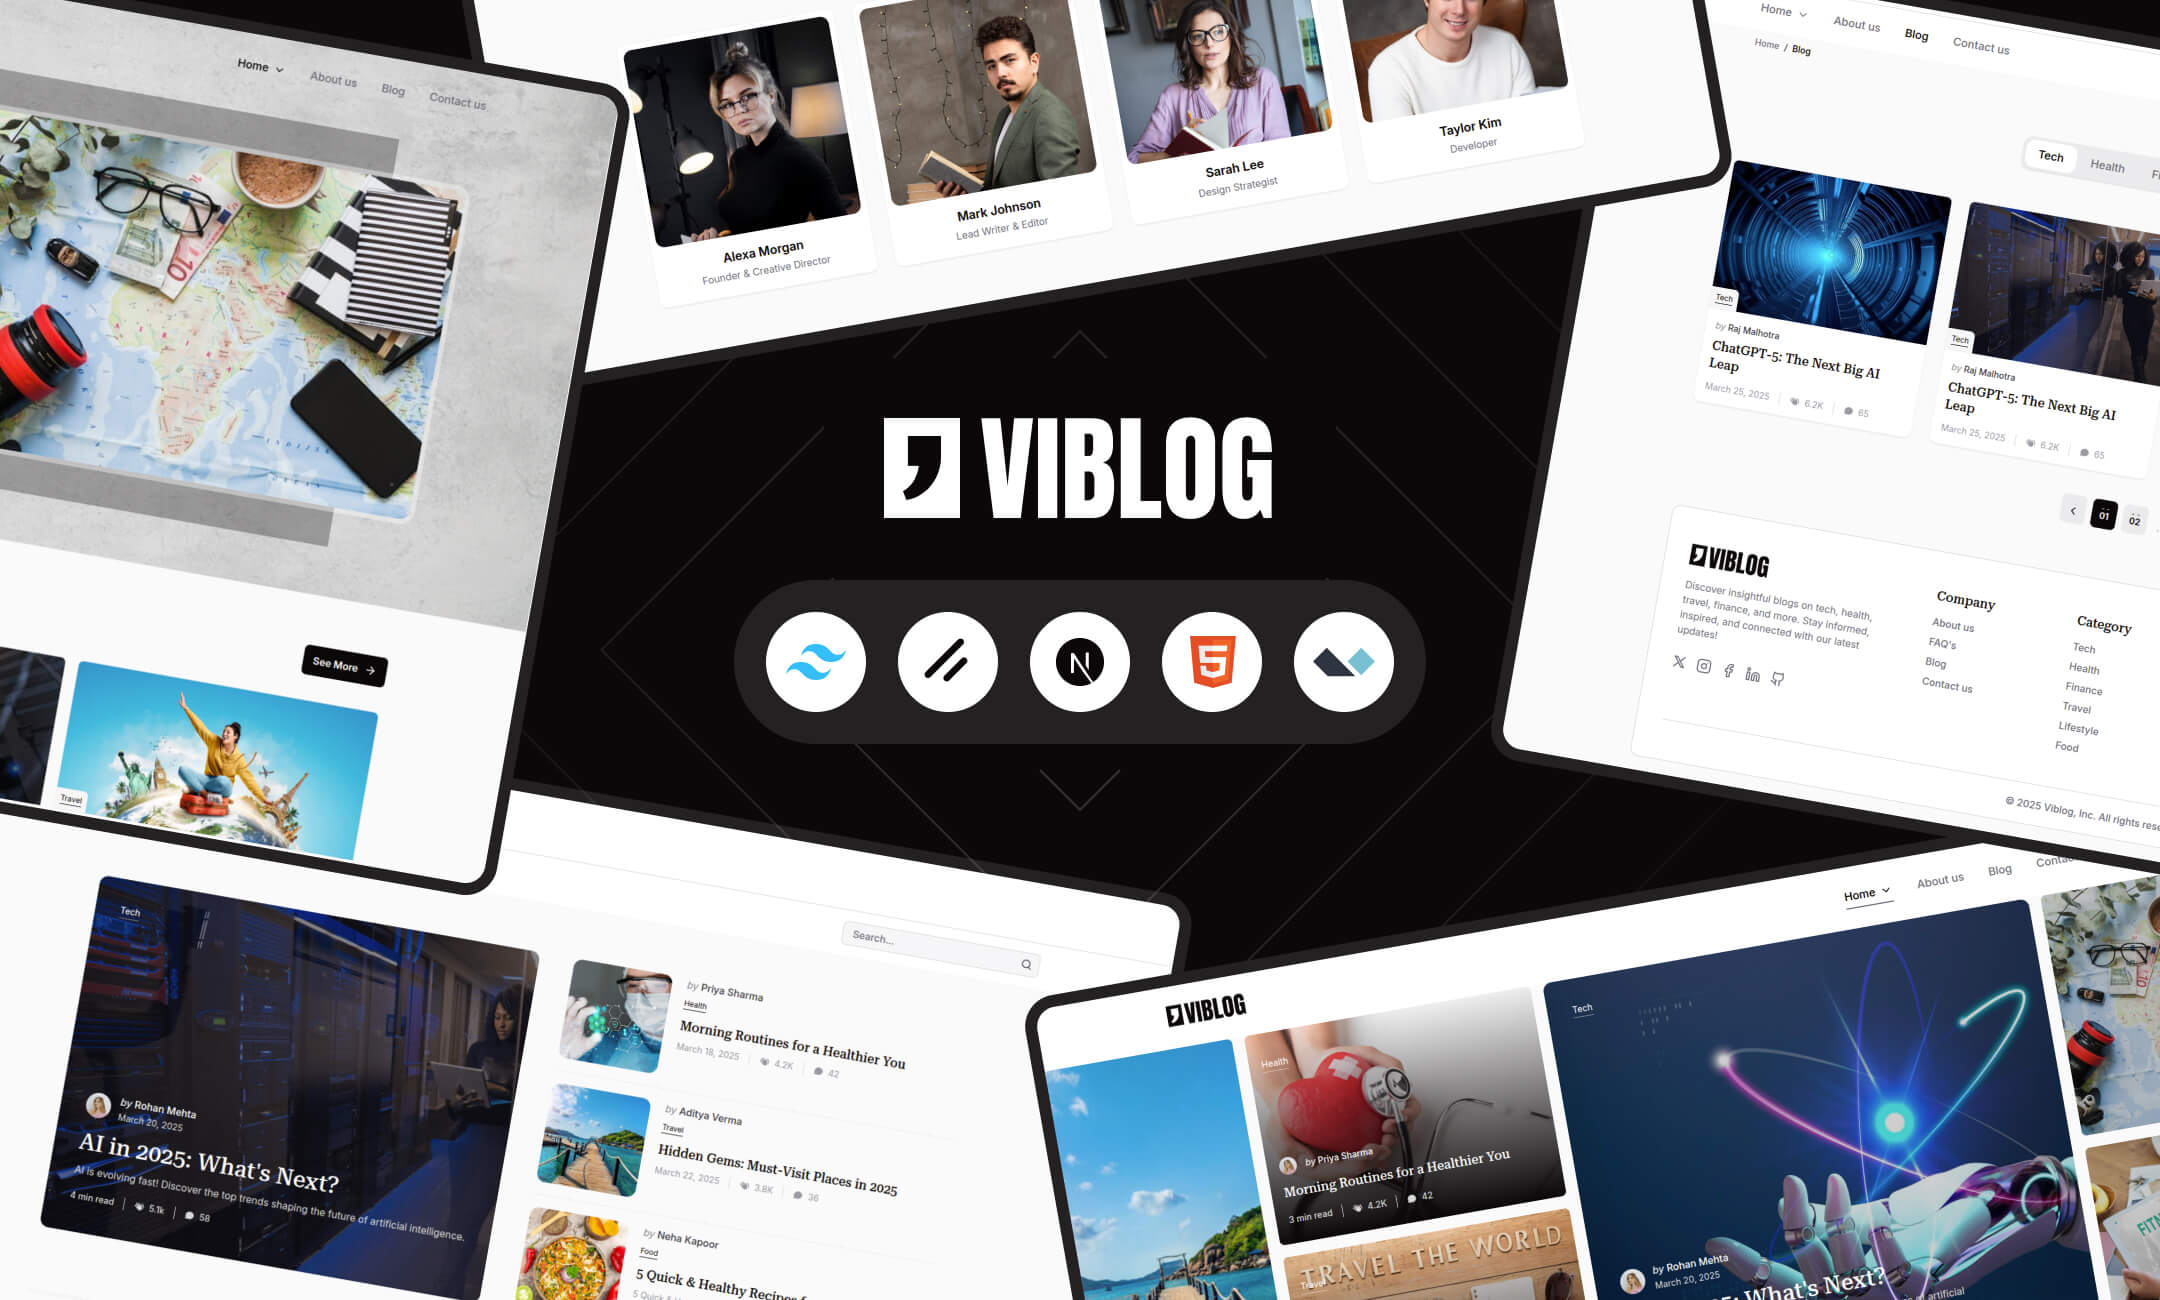 Home
About us
Blog
Contact us
See More
Travel
Alexa Morgan
Founder & Creative Director
Mark Johnson
Lead Writer & Editor
Sarah Lee
Design Strategist
Taylor Kim
Developer
Home
About us
Blog
Contact us
Home / Blog
Tech
Health
Tech
by Raj Malhotra
ChatGPT-5: The Next Big AI
Leap
March 25, 2025
6.2K
65
Tech
by Raj Malhotra
ChatGPT-5: The Next Big AI
Leap
March 25, 2025
6.2K
65
01
02
VIBLOG
Discover insightful blogs on tech, health,
travel, finance, and more. Stay informed,
inspired, and connected with our latest
updates!
Company
About us
FAQ's
Blog
Contact us
Category
Tech
Health
Finance
Travel
Lifestyle
Food
© 2025 Viblog, Inc. All rights
VIBLOG
N
5
Search...
Tech
by Rohan Mehta
March 20, 2025
AI in 2025: What's Next?
AI is evolving fast! Discover the top trends shaping the future of artificial intelligence.
4 min read
5.1k
58
by Priya Sharma
Health
Morning Routines for a Healthier You
March 18, 2025
4.2K
42
by Aditya Verma
Travel
Hidden Gems: Must-Visit Places in 2025
March 22, 2025
3.8K
36
by Neha Kapoor
Food
5 Quick & Healthy Recipes
5 Quick &
VIBLOG
Home
About us
Blog
Health
by Priya Sharma
Morning Routines for a Healthier You
3 min read
4.2K
42
TRAVEL THE WORLD
Travel
Tech
by Rohan Mehta
March 20, 2025
What's Next?
of artificial